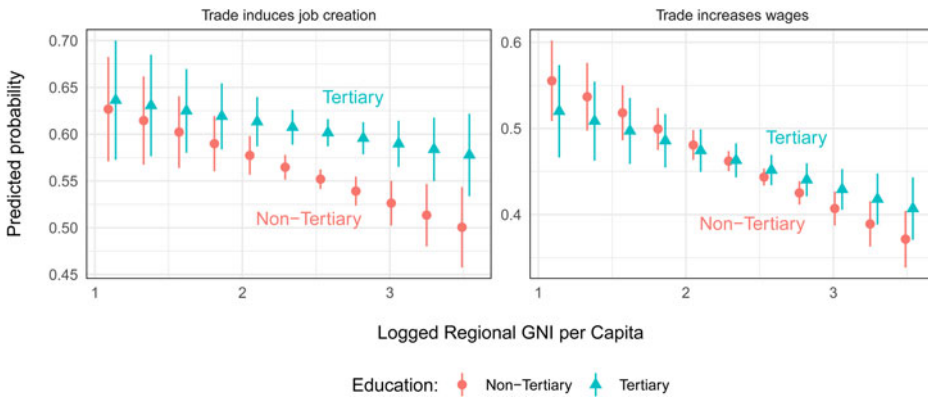 Trade induces job creation
Trade increases wages
Predicted probability
0.70
0.65
0.60
0.55
0.50
0.45
Tertiary
Non−Tertiary
1
2
3
0.6
0.5
0.4
Tertiary
Non−Tertiary
1
2
3
Logged Regional GNI per Capita
Education: Non−Tertiary Tertiary